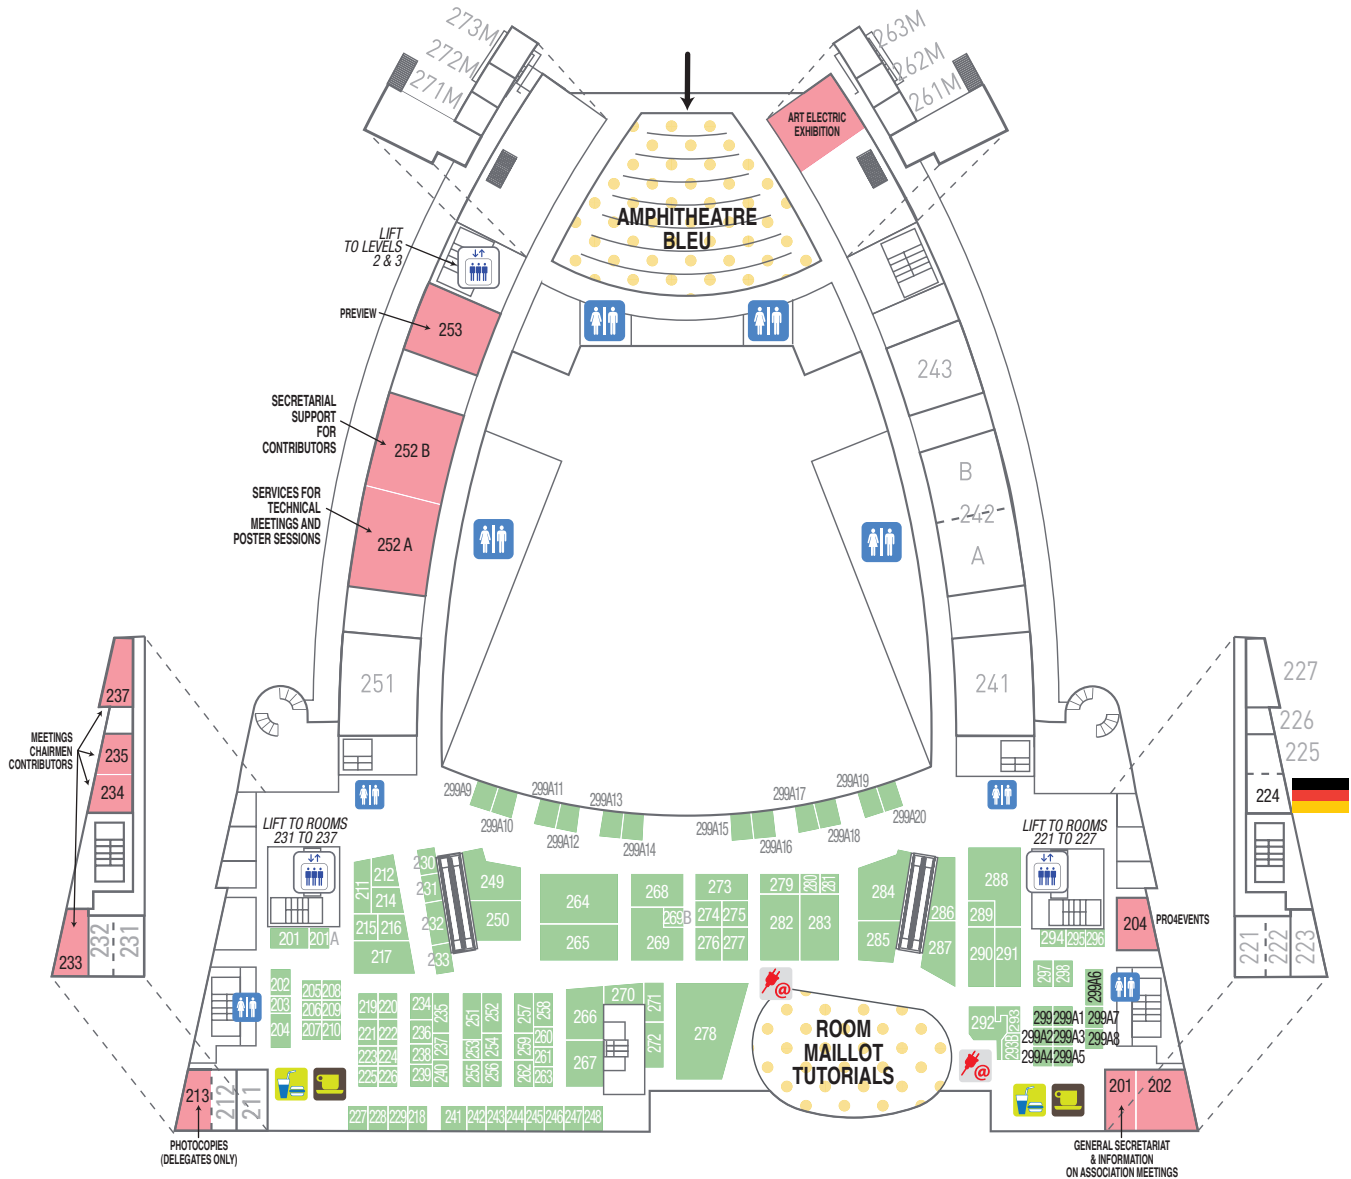 273M
272M
271M
263M
262M
261M
ART ELECTRIC
EXHIBITION
AMPHITHEATRE
BLEU
LIFT
TO LEVELS
2 & 3
PREVIEW
253
243
SECRETARIAL
SUPPORT
FOR
CONTRIBUTORS
252 B
B
242
A
SERVICES FOR
TECHNICAL
MEETINGS AND
POSTER SESSIONS
252 A
251
241
237
MEETINGS
CHAIRMEN
CONTRIBUTORS
235
234
233
232
231
227
226
225
224
221
222
223
299A9
299A10
299A11
299A12
299A13
299A14
299A15
299A16
299A17
299A18
299A19
299A20
LIFT TO ROOMS
231 TO 237
LIFT TO ROOMS
221 TO 227
211
212
214
215 216
217
230
231
232
233
249
250
264
265
268
269B
269
273
274 275
276 277
279 280 281
282 283
284
285
286
287
288
289
290 291
294 295 296
204
PRO4EVENTS
201 201A
202
203
204
205 208
206 209
207 210
219 220
221 222
223 224
225 226
234
235
236
237
238
239 240
251 252
253 254
255 256
257 258
259 260
261
262 263
266
267
270
271
272
278
@
ROOM
MAILLOT
TUTORIALS
@
292
293
293B
297 298
299A6
299 299A1 299A7
299A2 299A3 299A8
299A4 299A5
213
212
211
227 228 229 218
241 242 243 244 245 246 247 248
201
202
PHOTOCOPIES
(DELEGATES ONLY)
GENERAL SECRETARIAT
& INFORMATION
ON ASSOCIATION MEETINGS